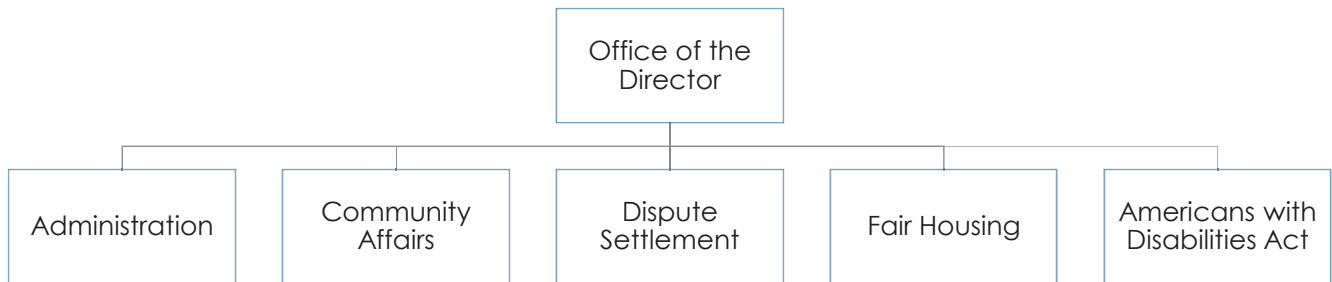 Office of the
Director
Administration
Community
Affairs
Dispute
Settlement
Fair Housing
Americans with
Disabilities Act